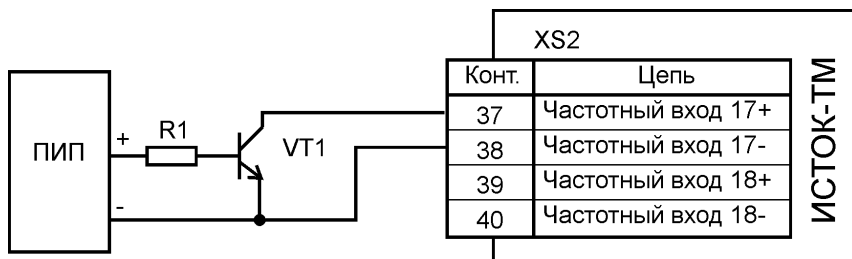 XS2
Конт. Цепь
37 Частотный вход 17+
38 Частотный вход 17-
39 Частотный вход 18+
40 Частотный вход 18-
ИСТОК-ТМ
ПИП
+
-
R1
VT1